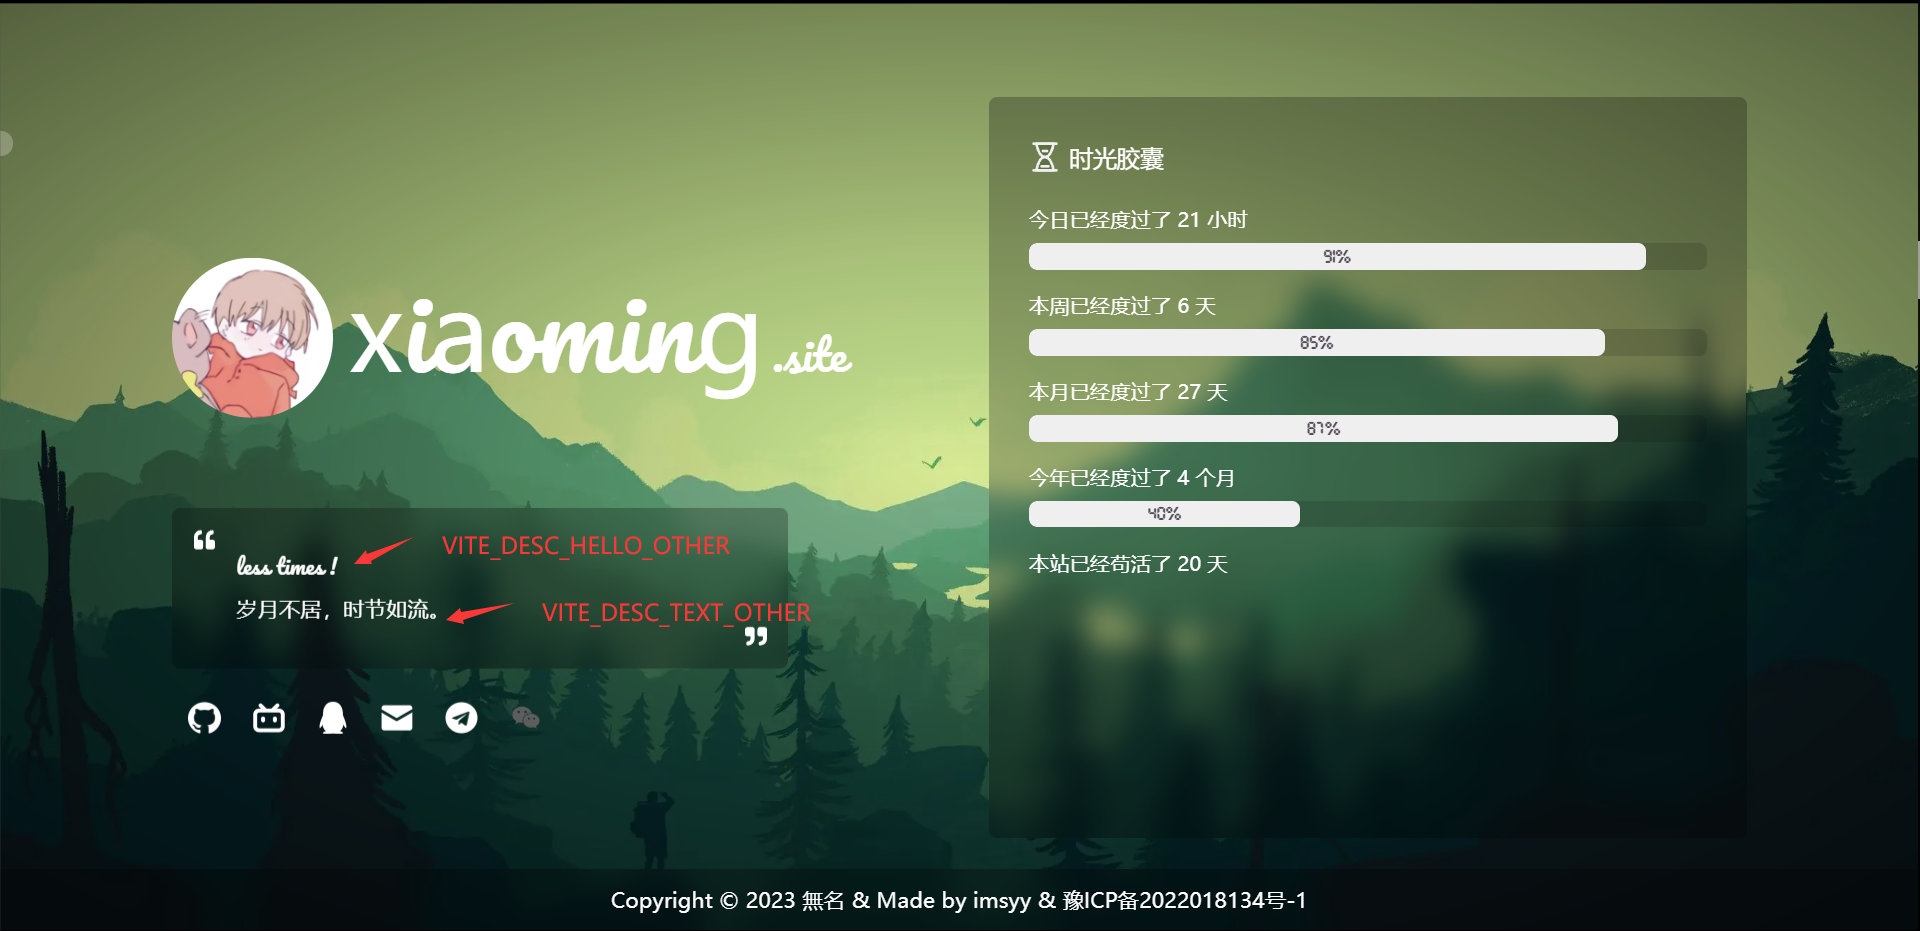 xiaoming .site
less times !
VITE_DESC_HELLO_OTHER
岁月不居，时节如流。
VITE_DESC_TEXT_OTHER
时光胶囊
今日已经度过了 21 小时
91%
本周已经度过了 6 天
85%
本月已经度过了 27 天
87%
今年已经度过了 4 个月
40%
本站已经苟活了 20 天
Copyright © 2023 無名 & Made by imsyy & 豫ICP备2022018134号-1